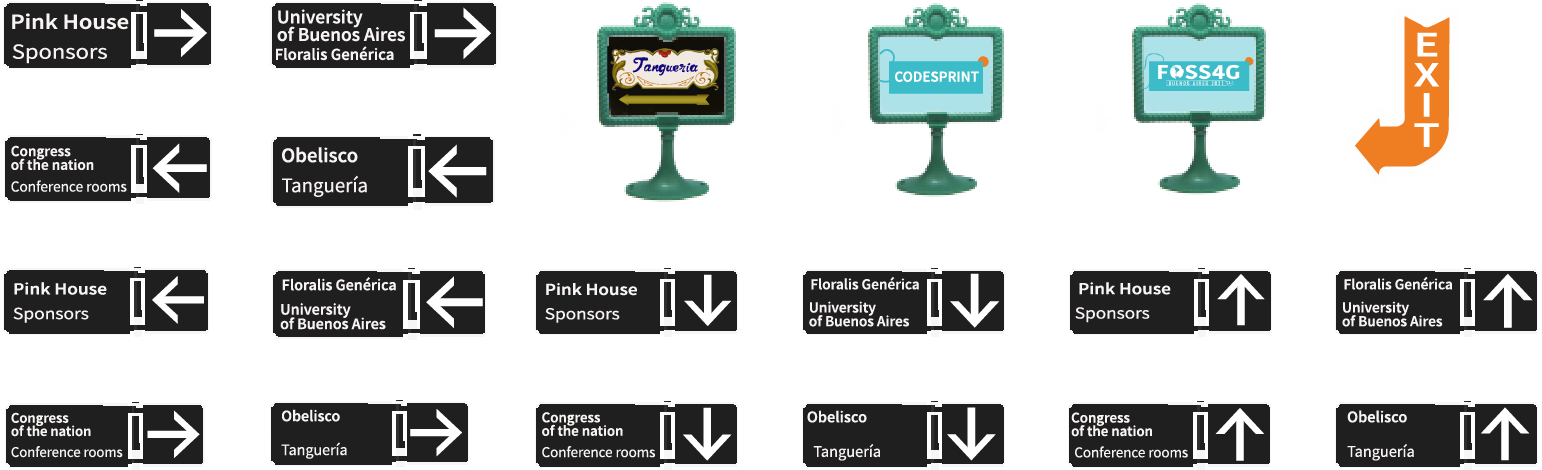 Pink House
Sponsors
University
of Buenos Aires
Floralis Genérica
Tanguería
CODESPRINT
FOSS4G
BUENOS AIRES 2021
EXIT
Congress
of the nation
Conference rooms
Obelisco
Tanguería
Pink House
Sponsors
Floralis Genérica
University
of Buenos Aires
Pink House
Sponsors
Floralis Genérica
University
of Buenos Aires
Pink House
Sponsors
Floralis Genérica
University
of Buenos Aires
Congress
of the nation
Conference rooms
Obelisco
Tanguería
Congress
of the nation
Conference rooms
Obelisco
Tanguería
Congress
of the nation
Conference rooms
Obelisco
Tanguería